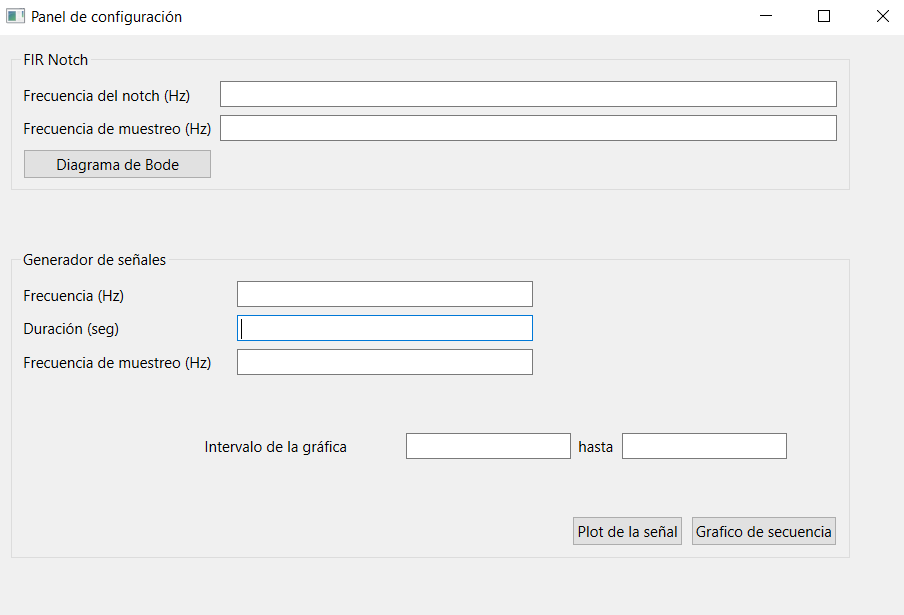 Panel de configuración
FIR Notch
Frecuencia del notch (Hz)
Frecuencia de muestreo (Hz)
Diagrama de Bode
Generador de señales
Frecuencia (Hz)
Duración (seg)
Frecuencia de muestreo (Hz)
Intervalo de la gráfica hasta
Plot de la señal Grafico de secuencia